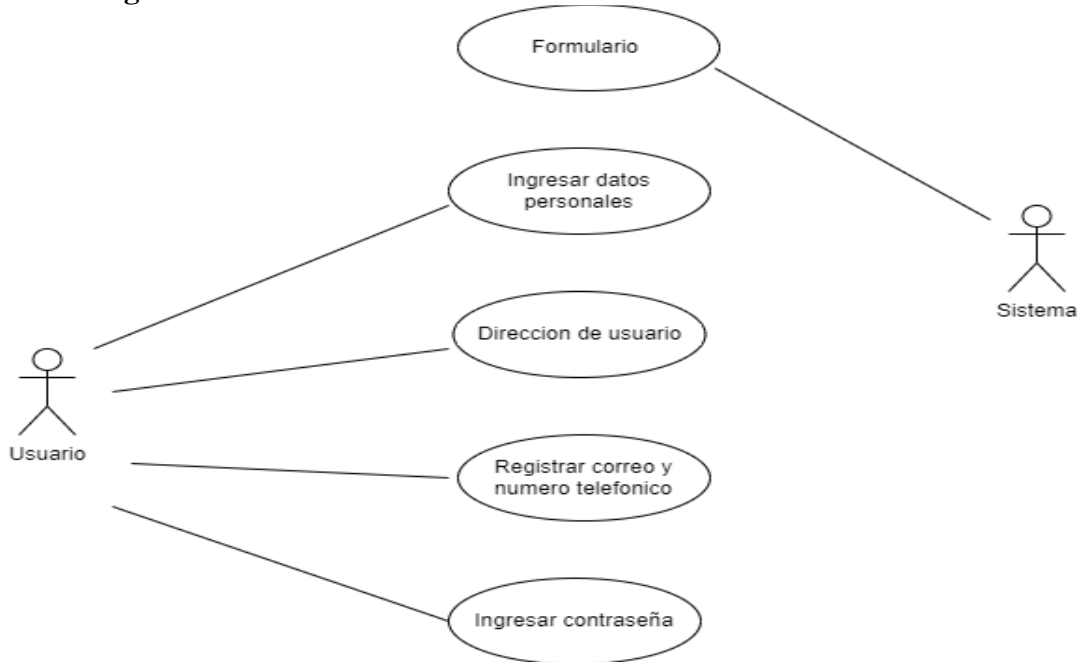 Formulario
Ingresar datos
personales
Sistema
Direccion de usuario
Usuario
Registrar correo y
numero telefonico
Ingresar contraseña